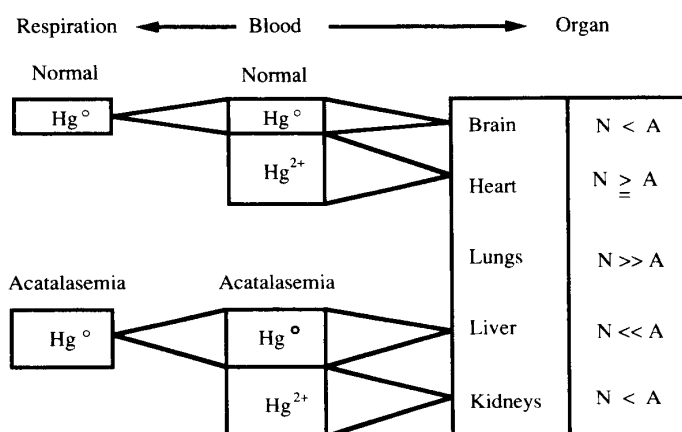 Respiration Blood Organ
Normal Normal
Hg° Hg° Brain N < A
Hg²⁺ Heart N ≧ A
Lungs N >> A
Acatalasemia Acatalasemia
Hg° Hg° Liver N << A
Hg²⁺ Kidneys N < A